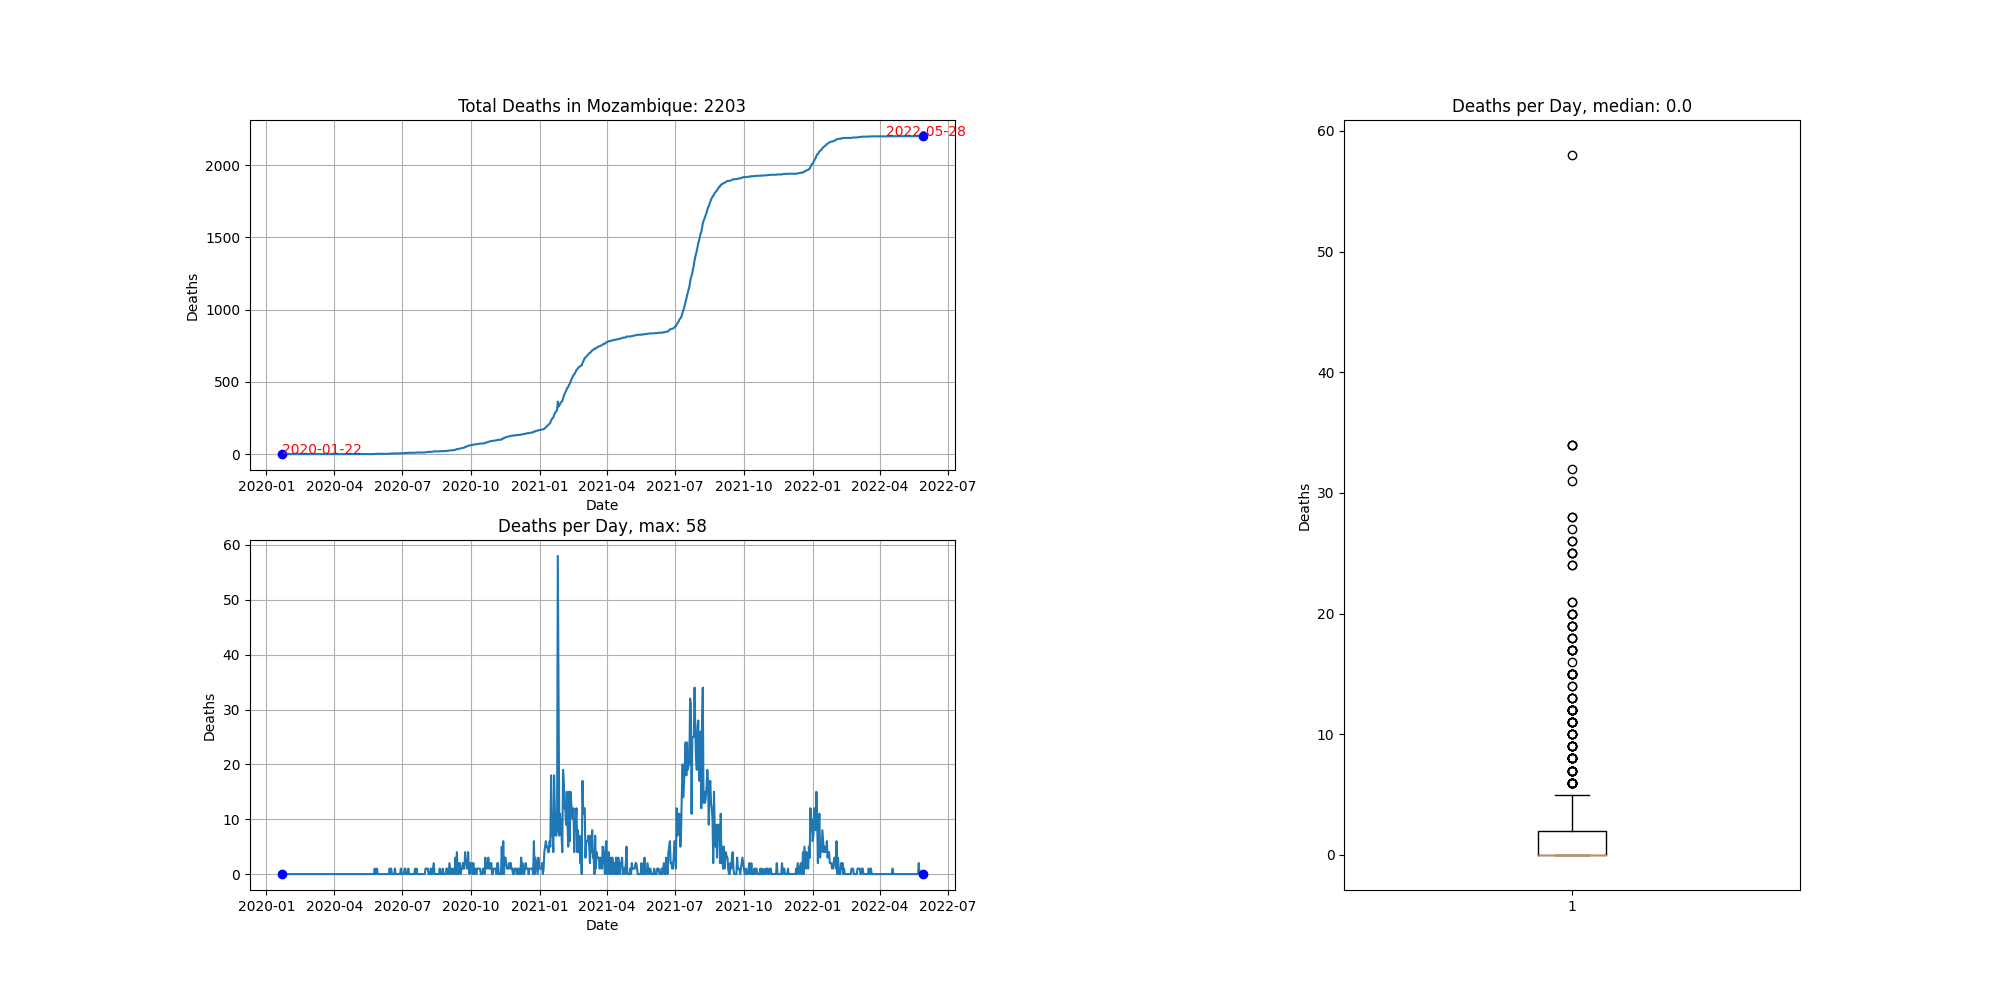 Total Deaths in Mozambique: 2203
Deaths
2000
1500
1000
500
0
2020-01-22
2022-05-28
2020-01 2020-04 2020-07 2020-10 2021-01 2021-04 2021-07 2021-10 2022-01 2022-04 2022-07
Date
Deaths per Day, max: 58
Deaths
60
50
40
30
20
10
0
2020-01 2020-04 2020-07 2020-10 2021-01 2021-04 2021-07 2021-10 2022-01 2022-04 2022-07
Date
Deaths per Day, median: 0.0
Deaths
60
50
40
30
20
10
0
1